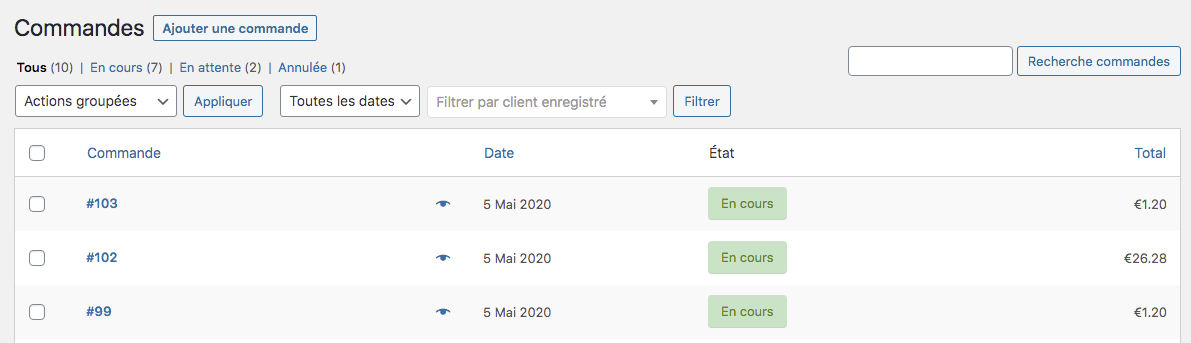 Commandes Ajouter une commande
Tous (10) | En cours (7) | En attente (2) | Annulée (1)
Recherche commandes
Actions groupées Appliquer Toutes les dates Filtrer par client enregistré Filtrer
Commande Date État Total
#103 5 Mai 2020 En cours €1.20
#102 5 Mai 2020 En cours €26.28
#99 5 Mai 2020 En cours €1.20